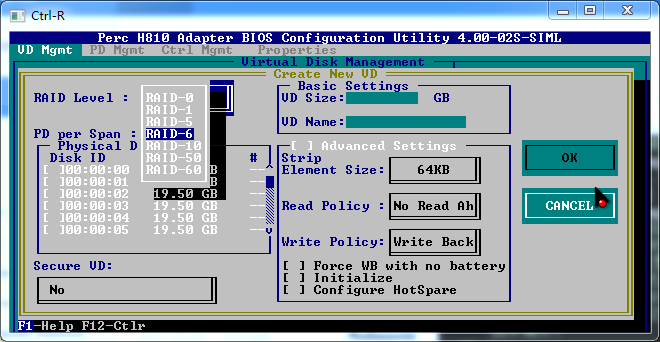 Ctrl-R
Perc H810 Adapter BIOS Configuration Utility 4.00-02S-SIML
VD Mgmt PD Mgmt Ctrl Mgmt Properties
Virtual Disk Management
Create New VD
RAID Level :
RAID-0
RAID-1
RAID-5
RAID-6
RAID-10
RAID-50
RAID-60
PD per Span :
Physical D
Disk ID #
[ ]00:00:00 B --
[ ]00:00:01 B --
[ ]00:00:02 19.50 GB --
[ ]00:00:03 19.50 GB --
[ ]00:00:04 19.50 GB --
[ ]00:00:05 19.50 GB --
Secure VD:
No
Basic Settings
VD Size: GB
VD Name:
[ ] Advanced Settings
Strip
Element Size: 64KB
Read Policy : No Read Ah
Write Policy: Write Back
[ ] Force WB with no battery
[ ] Initialize
[ ] Configure HotSpare
OK
CANCEL
F1-Help F12-Ctlr